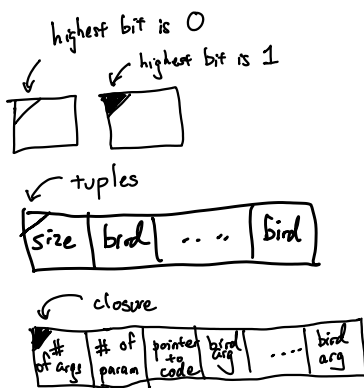 highest bit is 0
highest bit is 1
tuples
size bird .... bird
closure
# of args # of param pointer to code bird arg .... bird arg